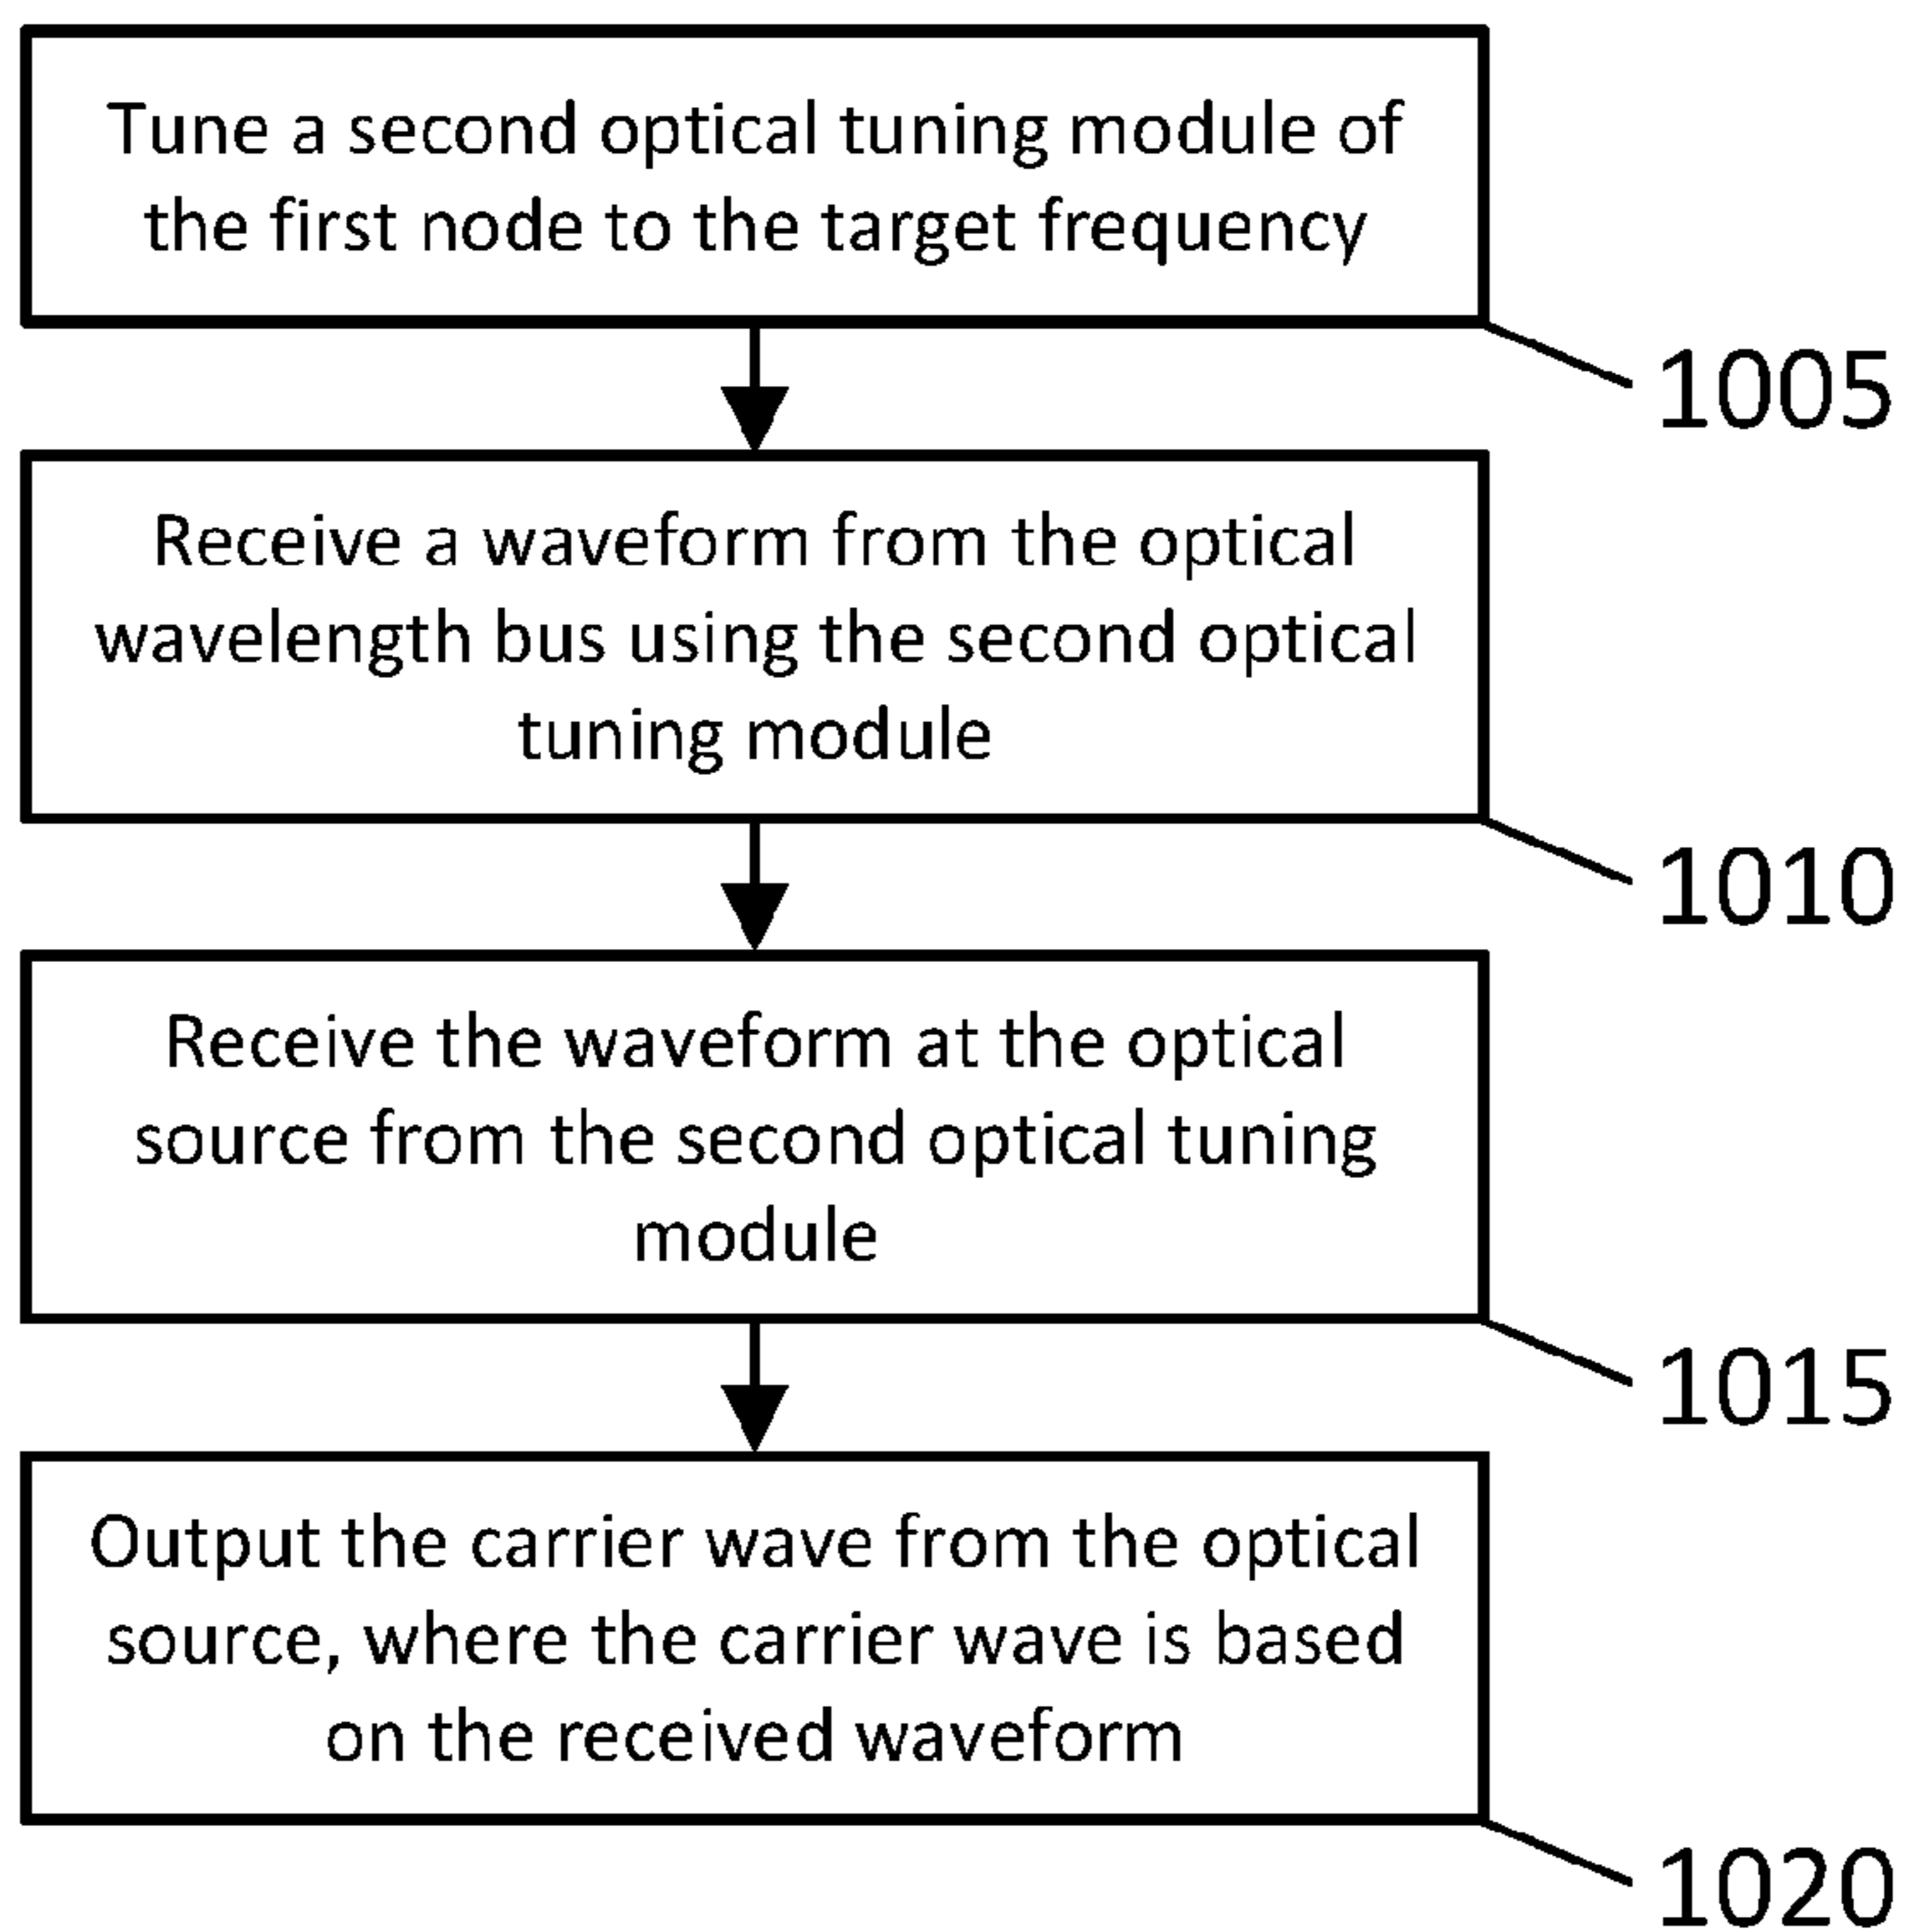 Tune a second optical tuning module of
the first node to the target frequency
1005
Receive a waveform from the optical
wavelength bus using the second optical
tuning module
1010
Receive the waveform at the optical
source from the second optical tuning
module
1015
Output the carrier wave from the optical
source, where the carrier wave is based
on the received waveform
1020